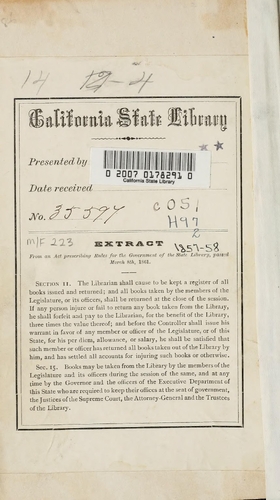 14 12-4
California State Library
Presented by
0 2007 0178291 0
California State Library
Date received
c 051
No. 35597
H97
2
M/F 223
EXTRACT
1857-58
From an Act prescribing Rules for the Government of the State Library, passed
March 8th, 1861.
Section 11. The Librarian shall cause to be kept a register of all
books issued and returned; and all books taken by the members of the
Legislature, or its officers, shall be returned at the close of the session.
If any person injure or fail to return any book taken from the Library,
he shall forfeit and pay to the Librarian, for the benefit of the Library,
three times the value thereof; and before the Controller shall issue his
warrant in favor of any member or officer of the Legislature, or of this
State, for his per diem, allowance, or salary, he shall be satisfied that
such member or officer has returned all books taken out of the Library by
him, and has settled all accounts for injuring such books or otherwise.
Sec. 15. Books may be taken from the Library by the members of the
Legislature and its officers during the session of the same, and at any
time by the Governor and the officers of the Executive Department of
this State who are required to keep their offices at the seat of government,
the Justices of the Supreme Court, the Attorney-General and the Trustees
of the Library.